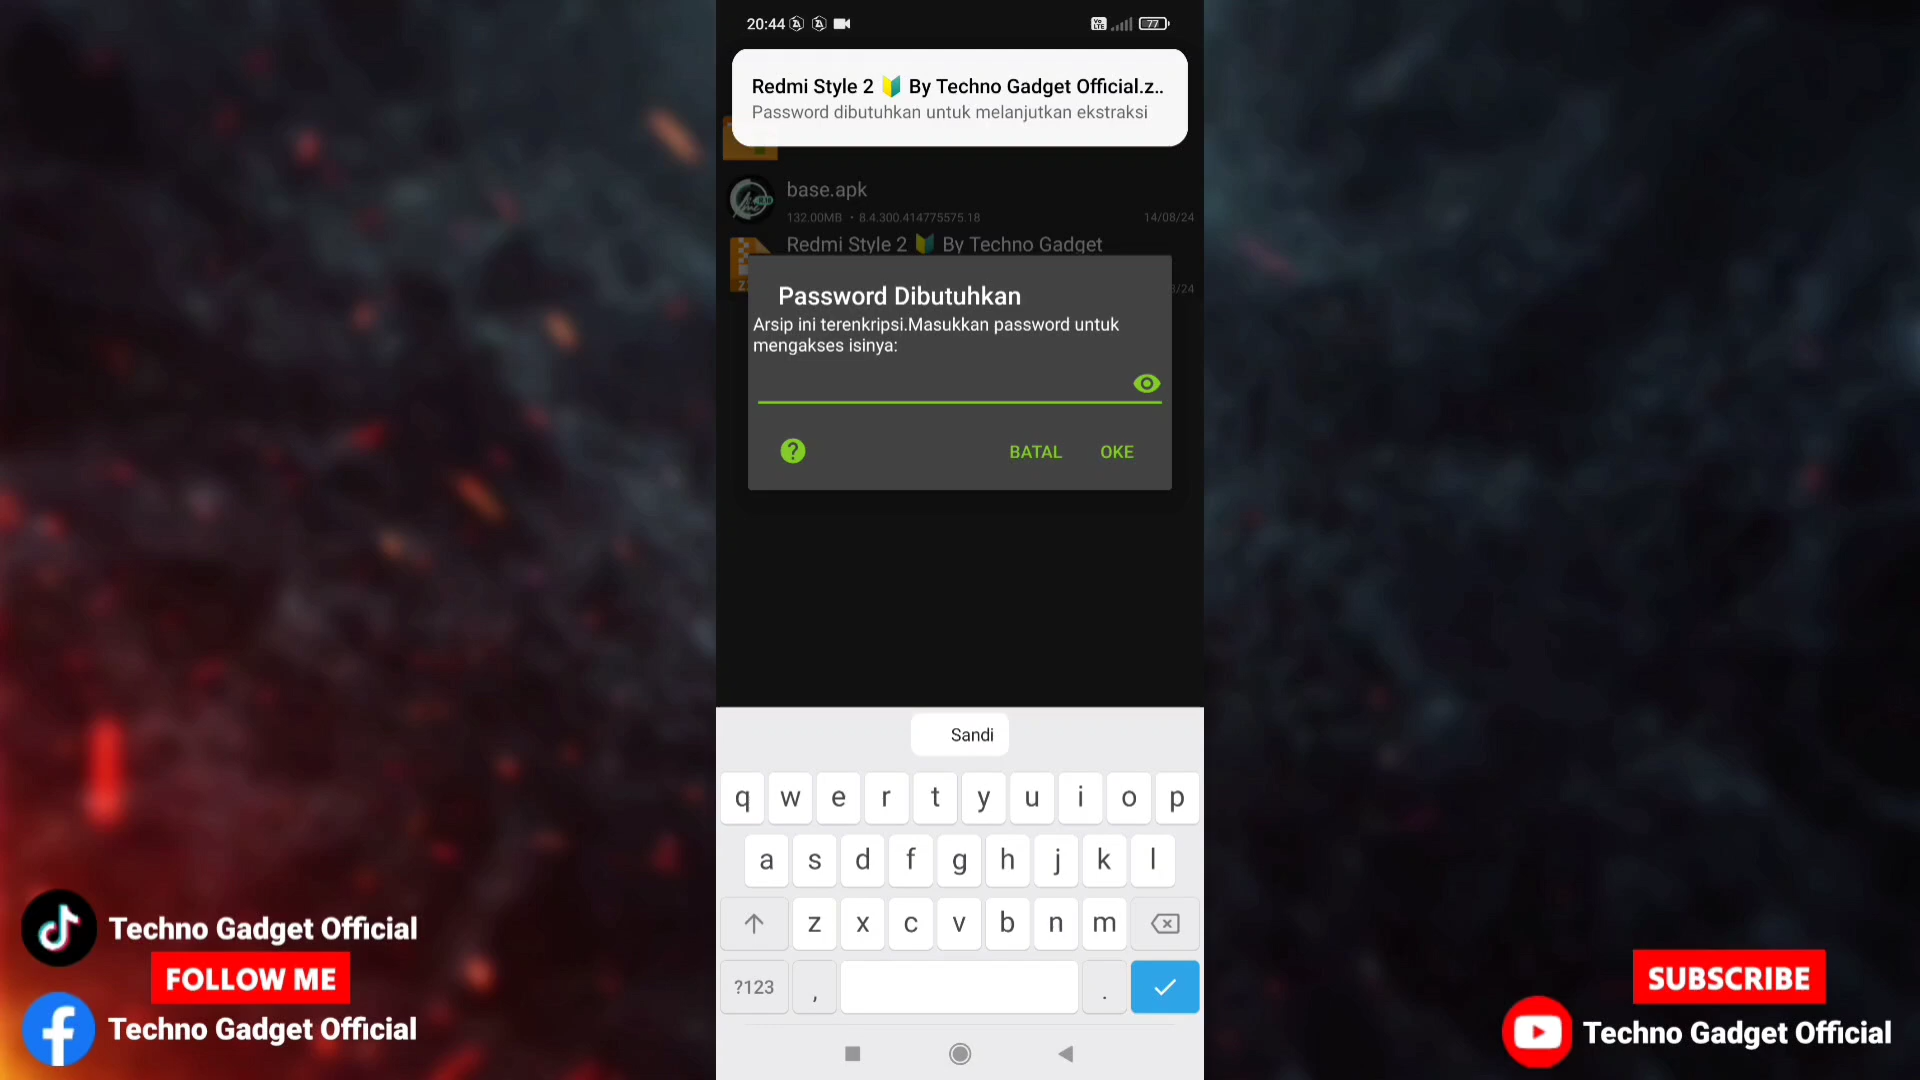 20:44
77
Redmi Style 2 🔰 By Techno Gadget Official.z..
Password dibutuhkan untuk melanjutkan ekstraksi
base.apk
132.00MB • 8.4.300.414775575.18
14/08/24
Redmi Style 2 🔰 By Techno Gadget
/24
Password Dibutuhkan
Arsip ini terenkripsi.Masukkan password untuk
mengakses isinya:
BATAL OKE
Sandi
q w e r t y u i o p
a s d f g h j k l
z x c v b n m
?123 , .
Techno Gadget Official
FOLLOW ME
Techno Gadget Official
SUBSCRIBE
Techno Gadget Official